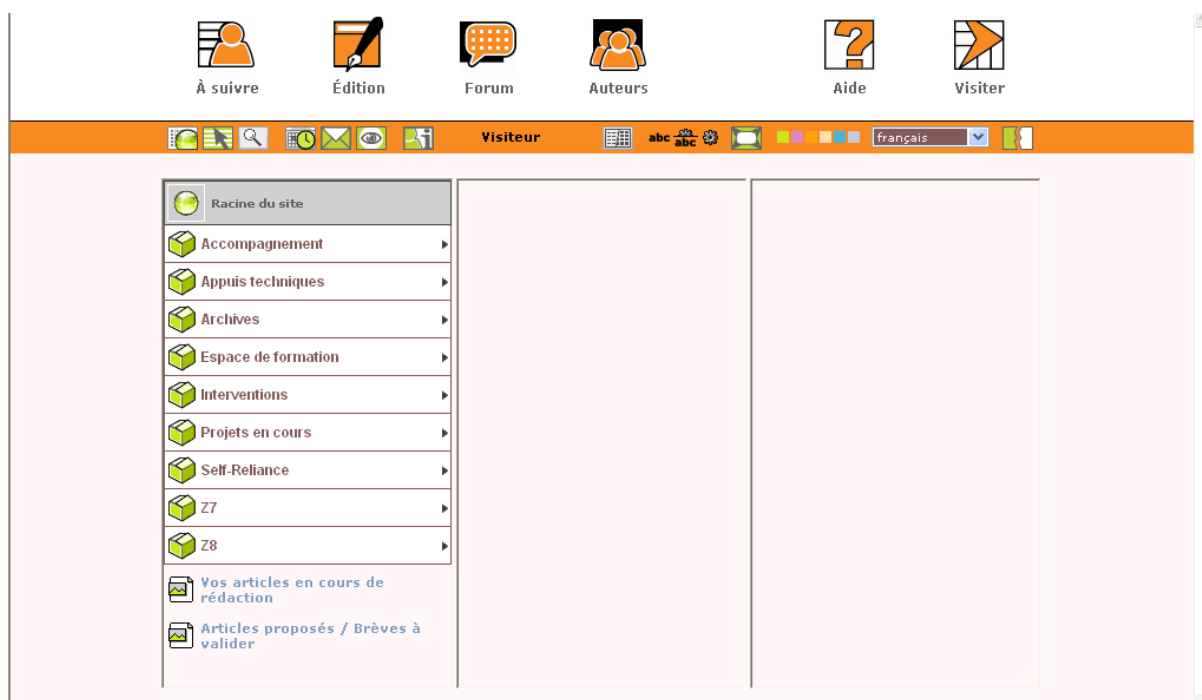 À suivre Édition Forum Auteurs Aide Visiter
Visiteur abc abc français
Racine du site
Accompagnement
Appuis techniques
Archives
Espace de formation
Interventions
Projets en cours
Self-Reliance
Z7
Z8
Vos articles en cours de
rédaction
Articles proposés / Brèves à
valider